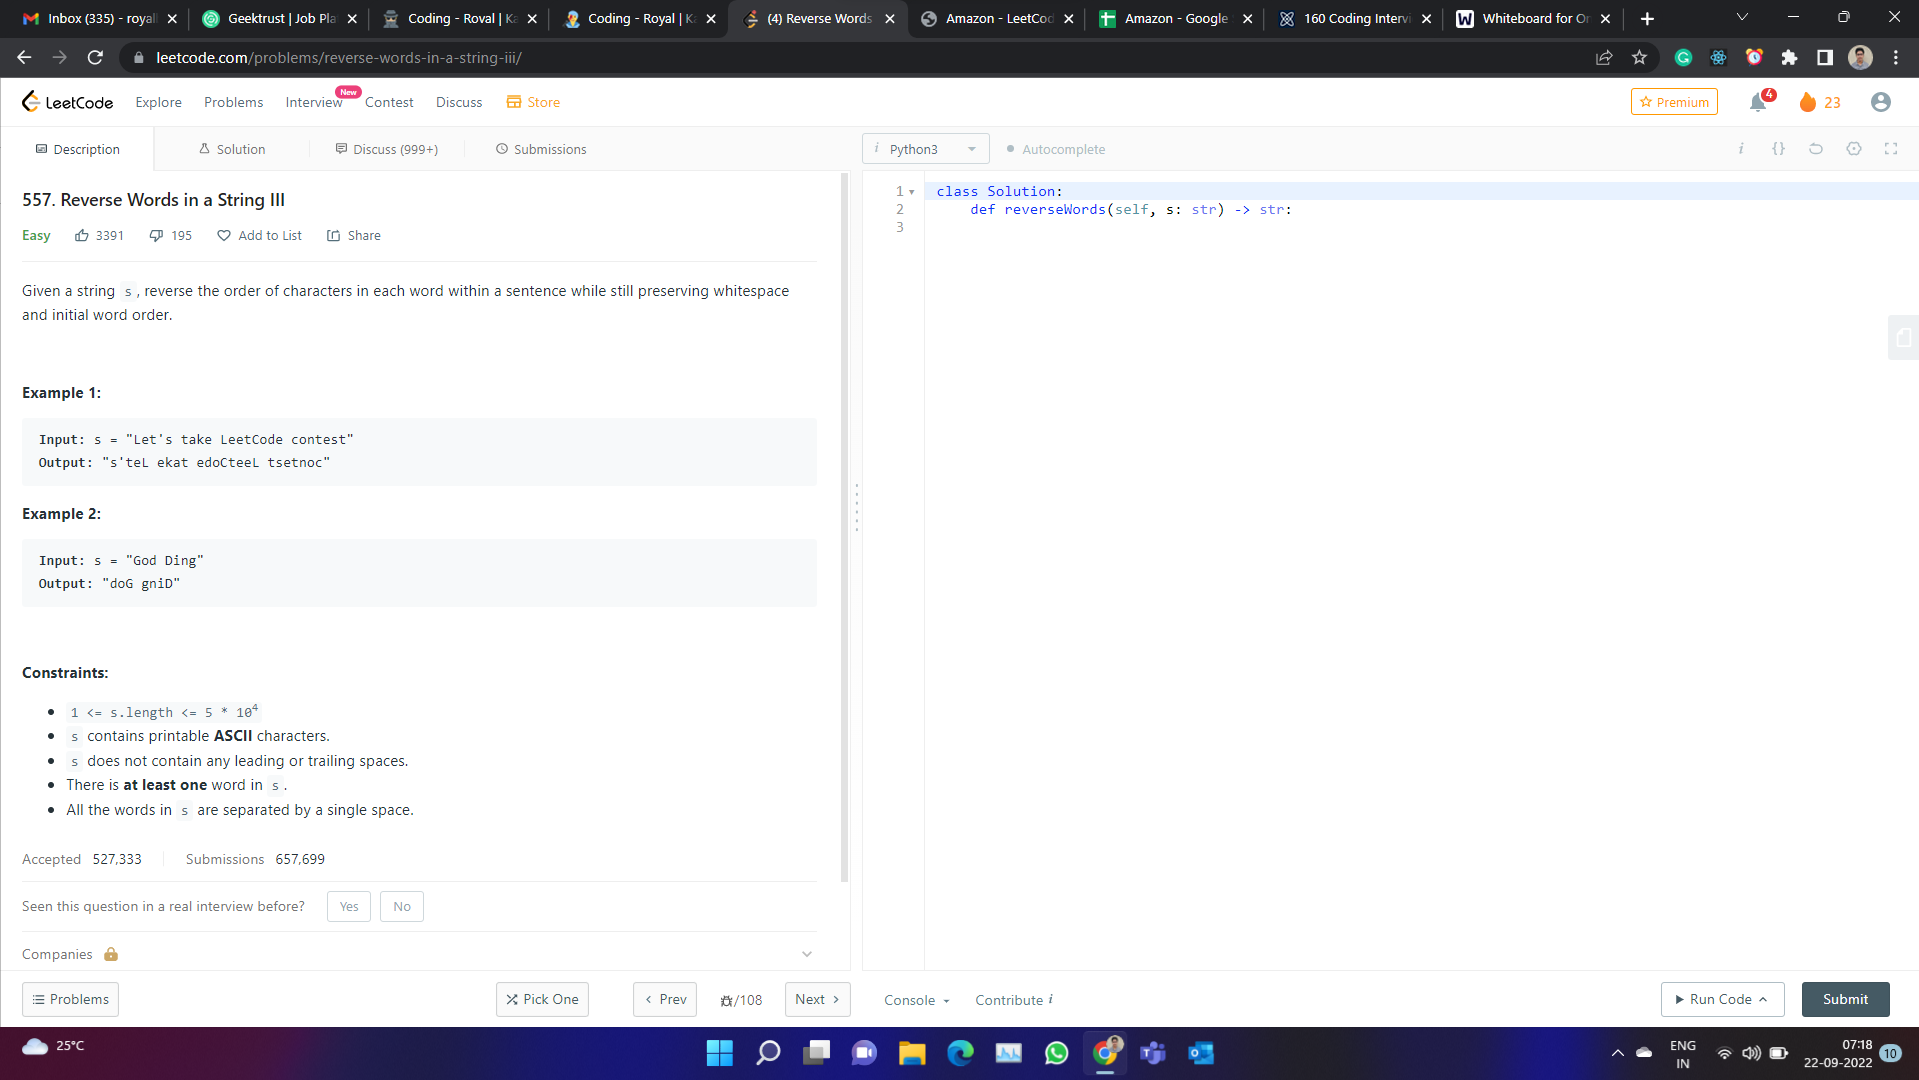 Inbox (335) - royal
Geektrust | Job Pla
Coding - Royal | Ka
Coding - Royal | Ka
(4) Reverse Words
Amazon - LeetCod
Amazon - Google
160 Coding Intervi
Whiteboard for On
leetcode.com/problems/reverse-words-in-a-string-iii/
LeetCode Explore Problems Interview New Contest Discuss Store
Premium 4 23
Description Solution Discuss (999+) Submissions
i Python3 Autocomplete i {}
557. Reverse Words in a String III
Easy 3391 195 Add to List Share
Given a string s , reverse the order of characters in each word within a sentence while still preserving whitespace
and initial word order.
Example 1:
Input: s = "Let's take LeetCode contest"
Output: "s'teL ekat edoCteeL tsetnoc"
Example 2:
Input: s = "God Ding"
Output: "doG gniD"
Constraints:
1 <= s.length <= 5 * 10⁴
s contains printable ASCII characters.
s does not contain any leading or trailing spaces.
There is at least one word in s .
All the words in s are separated by a single space.
Accepted 527,333 Submissions 657,699
Seen this question in a real interview before? Yes No
Companies
Problems Pick One Prev /108 Next
1 class Solution:
2 def reverseWords(self, s: str) -> str:
3
Console Contribute i Run Code Submit
25°C
ENG
IN
07:18
22-09-2022
10